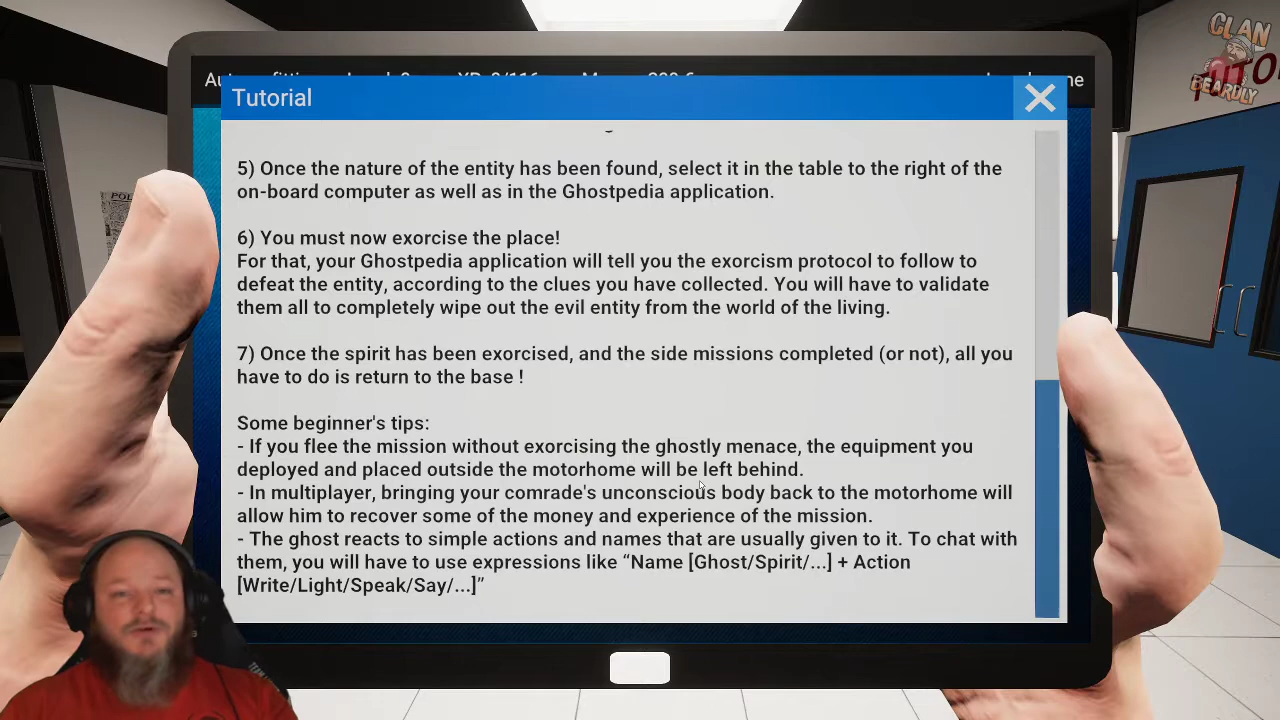 CLAN
BEARDLY
Tutorial
5) Once the nature of the entity has been found, select it in the table to the right of the
on-board computer as well as in the Ghostpedia application.
6) You must now exorcise the place!
For that, your Ghostpedia application will tell you the exorcism protocol to follow to
defeat the entity, according to the clues you have collected. You will have to validate
them all to completely wipe out the evil entity from the world of the living.
7) Once the spirit has been exorcised, and the side missions completed (or not), all you
have to do is return to the base !
Some beginner's tips:
- If you flee the mission without exorcising the ghostly menace, the equipment you
deployed and placed outside the motorhome will be left behind.
- In multiplayer, bringing your comrade's unconscious body back to the motorhome will
allow him to recover some of the money and experience of the mission.
- The ghost reacts to simple actions and names that are usually given to it. To chat with
them, you will have to use expressions like “Name [Ghost/Spirit/...] + Action
[Write/Light/Speak/Say/...]”